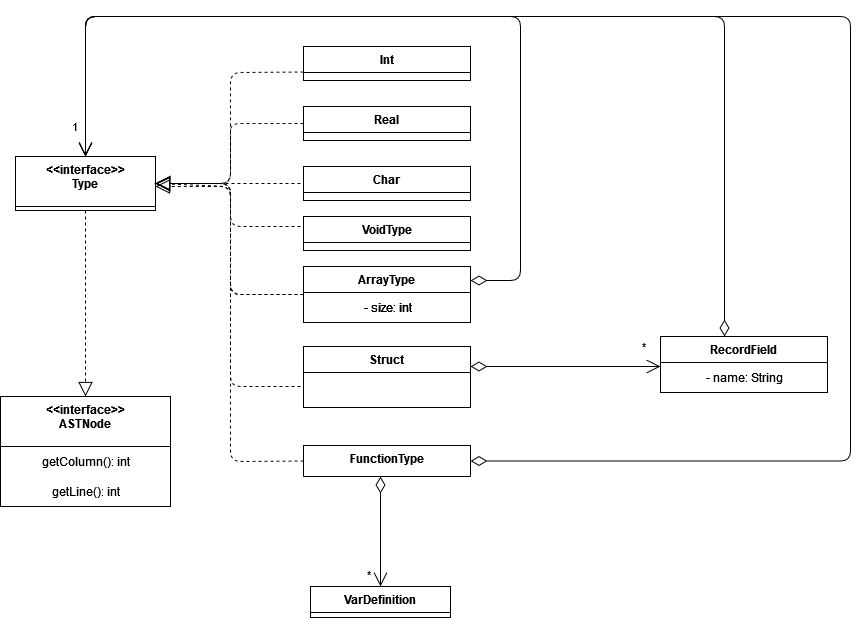 Int
Real
1
<<interface>>
Type
Char
VoidType
ArrayType
- size: int
Struct
*
RecordField
- name: String
<<interface>>
ASTNode
getColumn(): int
getLine(): int
FunctionType
*
VarDefinition